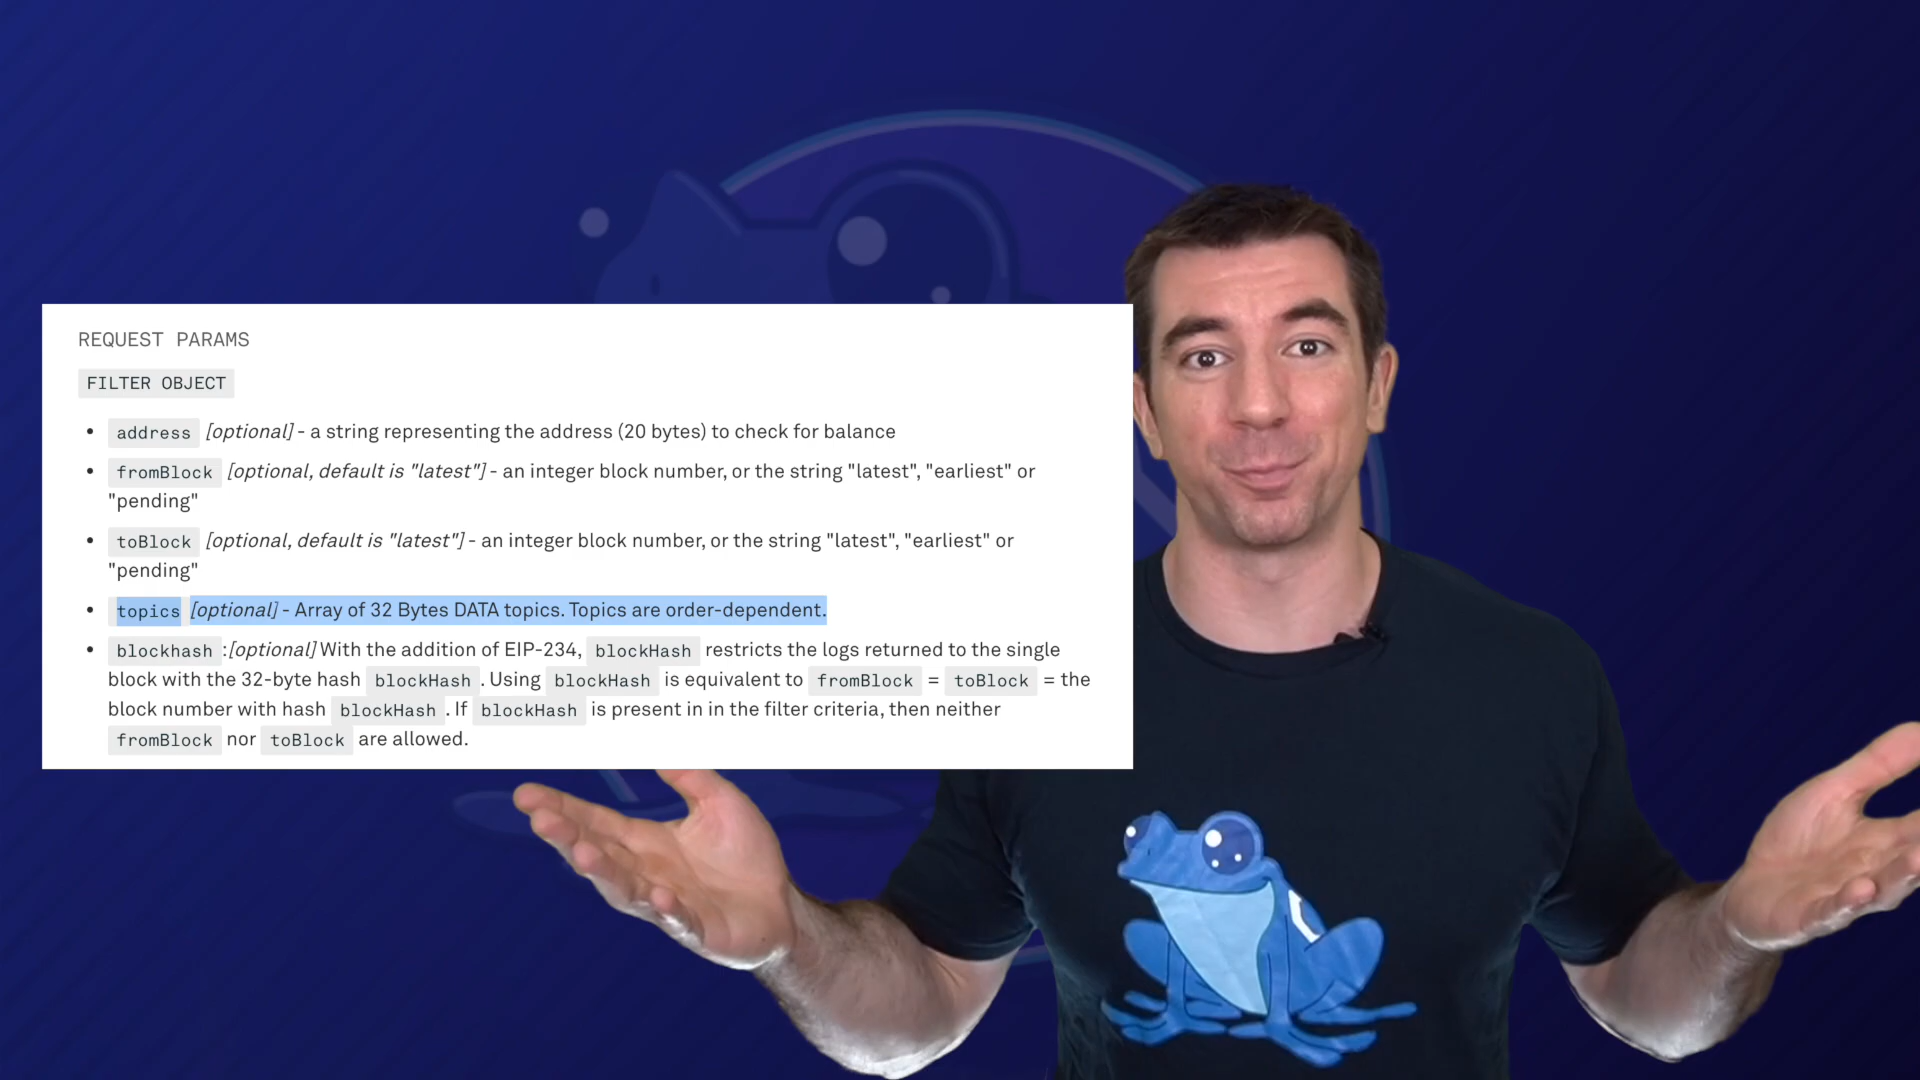 REQUEST PARAMS
FILTER OBJECT
• address [optional] - a string representing the address (20 bytes) to check for balance
• fromBlock [optional, default is "latest"] - an integer block number, or the string "latest", "earliest" or
"pending"
• toBlock [optional, default is "latest"] - an integer block number, or the string "latest", "earliest" or
"pending"
• topics [optional] - Array of 32 Bytes DATA topics. Topics are order-dependent.
• blockhash :[optional] With the addition of EIP-234, blockHash restricts the logs returned to the single
block with the 32-byte hash blockHash . Using blockHash is equivalent to fromBlock = toBlock = the
block number with hash blockHash . If blockHash is present in in the filter criteria, then neither
fromBlock nor toBlock are allowed.